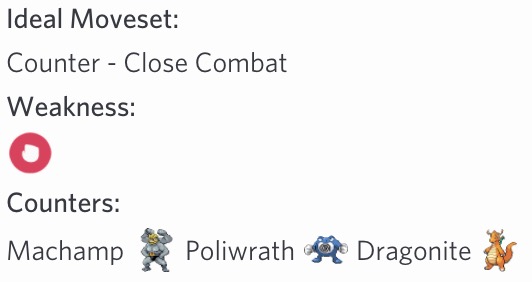 Ideal Moveset:
Counter - Close Combat
Weakness:
Counters:
Machamp Poliwrath Dragonite